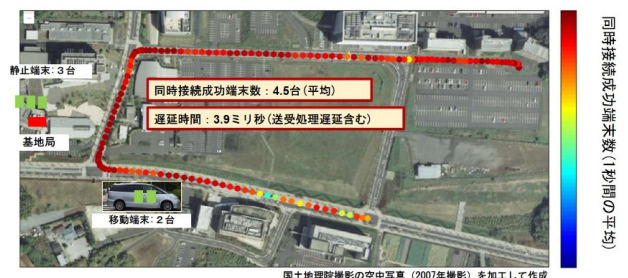 静止端末：3台
同時接続成功端末数：4.5台(平均)
遅延時間：3.9ミリ秒(送受処理遅延含む)
基地局
移動端末：2台
同時接続成功端末数(1秒間の平均)
国土地理院撮影の空中写真（2007年撮影）を加工して作成